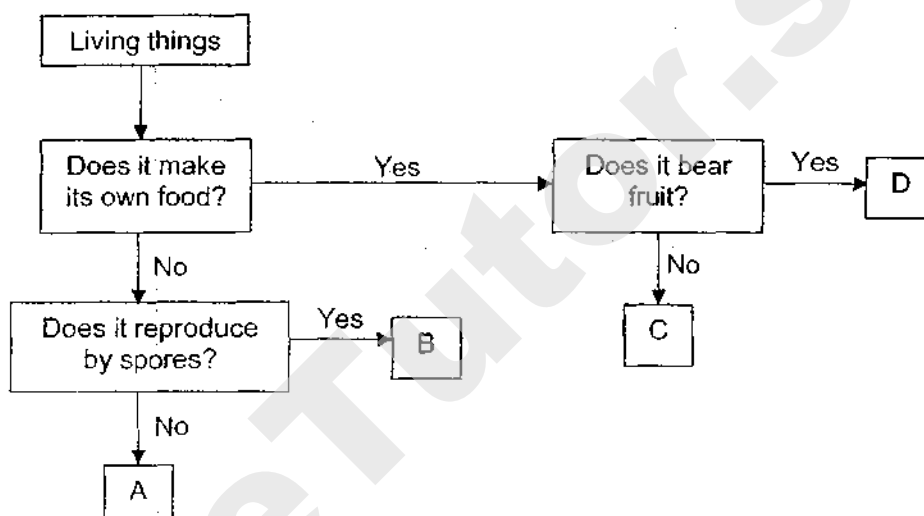 Living things
Does it make
its own food?
Yes
Does it bear
fruit?
Yes
D
No
No
Does it reproduce
by spores?
Yes
B
C
No
A
eTutor.s